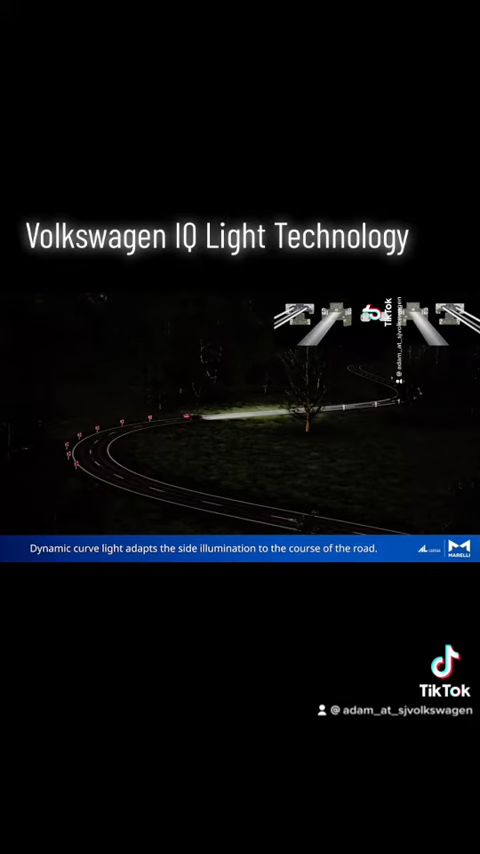 Volkswagen IQ Light Technology
TikTok
@adam_at_sjvolkswagen
Dynamic curve light adapts the side illumination to the course of the road.
MARELLI
TikTok
@ adam_at_sjvolkswagen